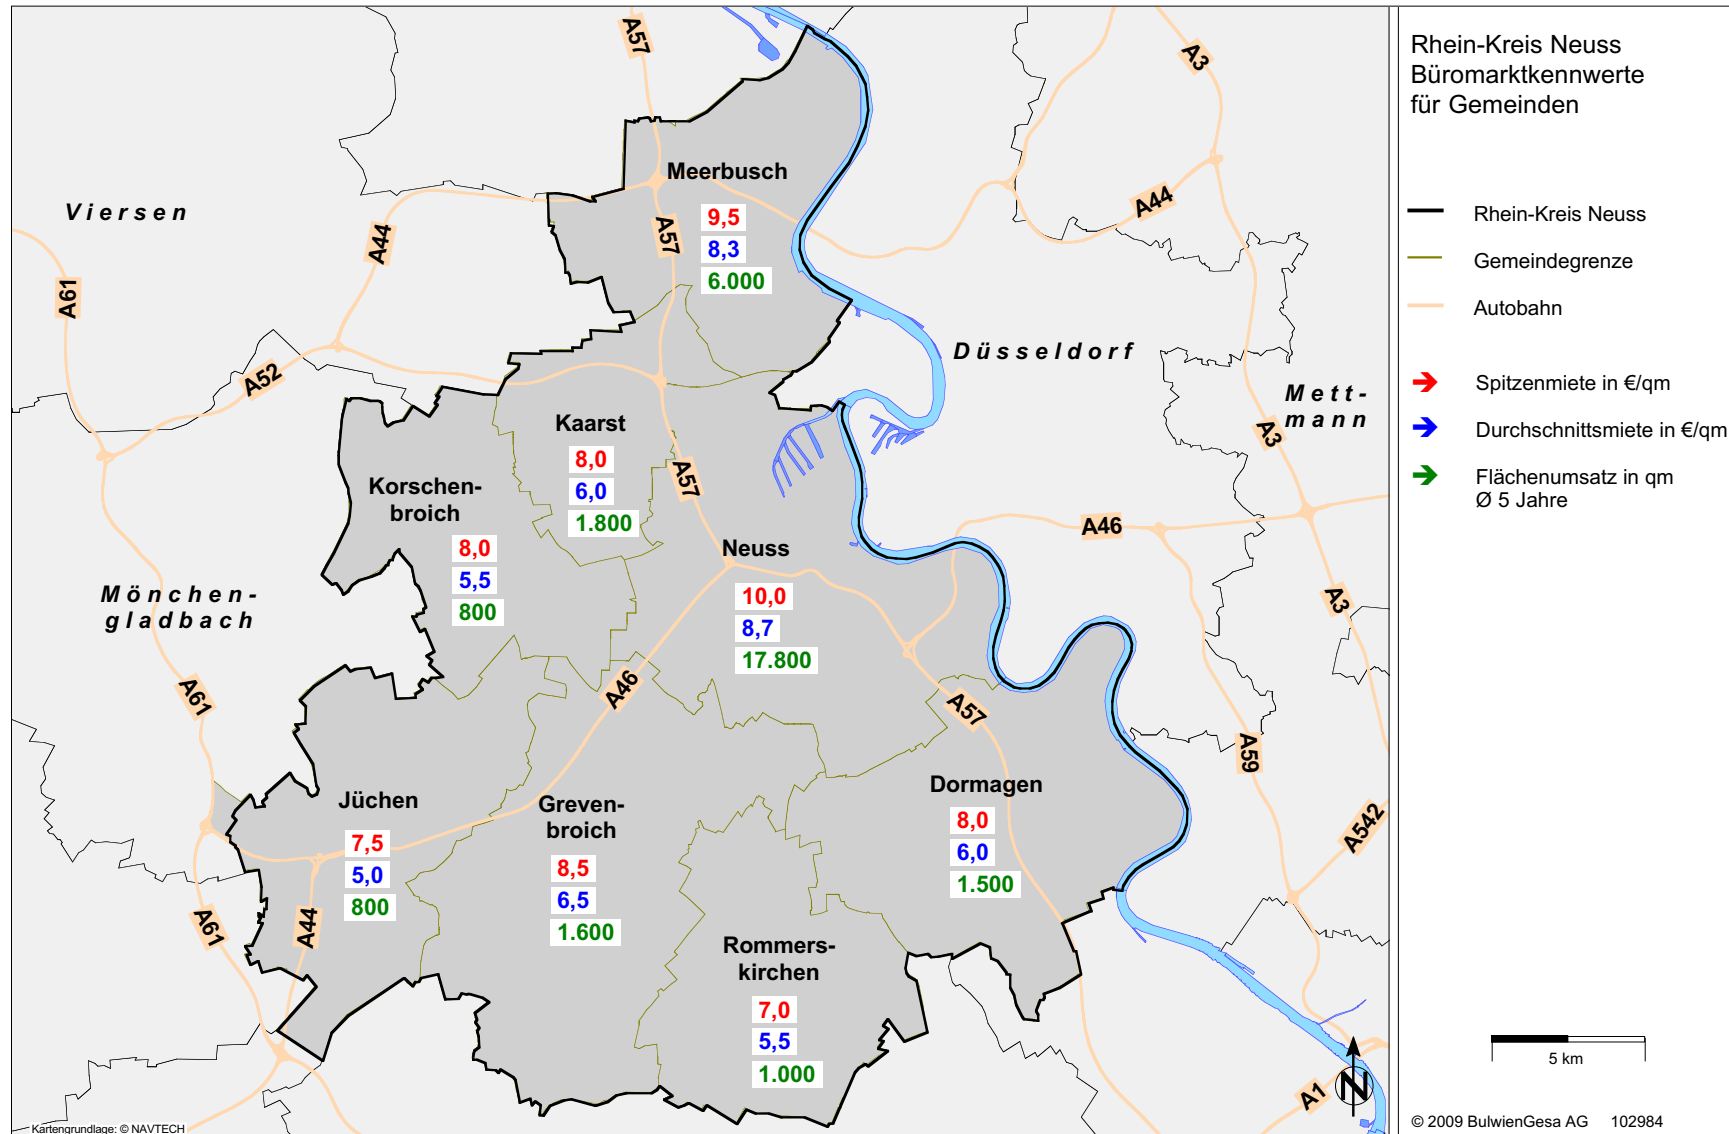 Rhein-Kreis Neuss
Büromarktkennwerte
für Gemeinden
Rhein-Kreis Neuss
Gemeindegrenze
Autobahn
Spitzenmiete in €/qm
Durchschnittsmiete in €/qm
Flächenumsatz in qm
Ø 5 Jahre
5 km
N
© 2009 BulwienGesa AG 102984
A57
A3
Meerbusch
9,5
8,3
6.000
Viersen
A44
A57
A44
A61
A52
Düsseldorf
Mett-
mann
A3
Kaarst
8,0
6,0
1.800
A57
Korschen-
broich
8,0
5,5
800
A46
Neuss
10,0
8,7
17.800
Mönchen-
gladbach
A3
A61
A46
A57
A59
Jüchen
7,5
5,0
800
Greven-
broich
8,5
6,5
1.600
Dormagen
8,0
6,0
1.500
A542
A61
A44
Rommers-
kirchen
7,0
5,5
1.000
A1
Kartengrundlage: © NAVTECH